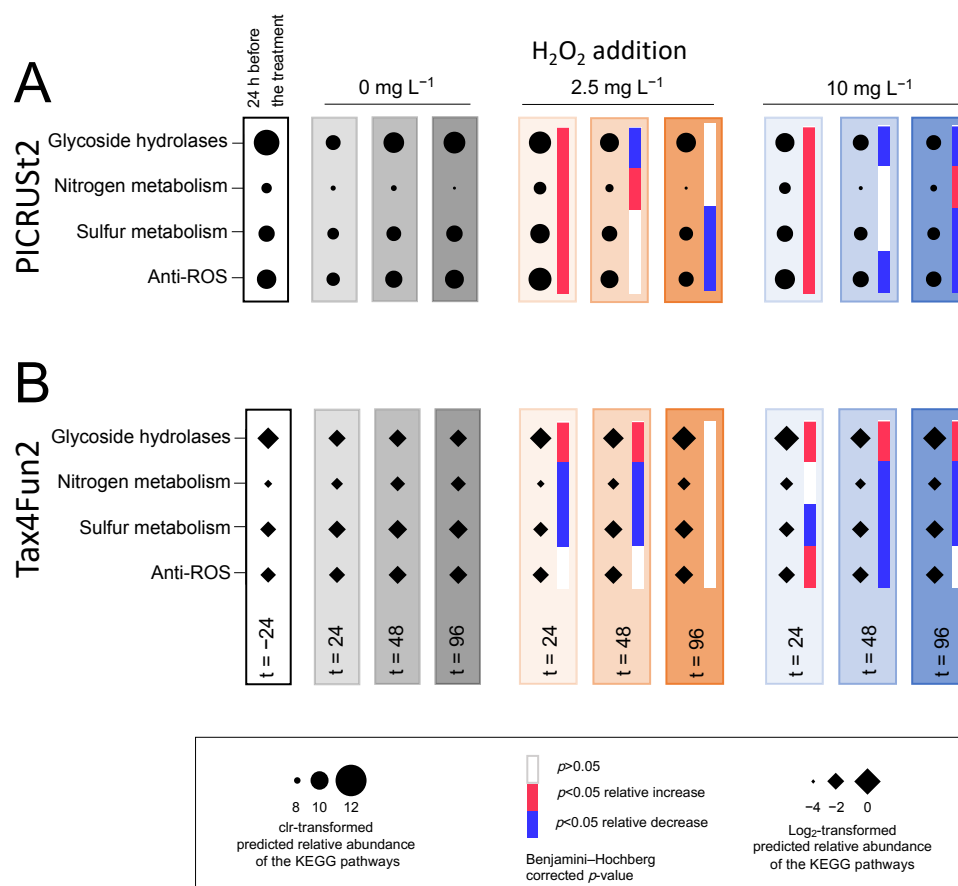 24 h before
the treatment
H₂O₂ addition
0 mg L⁻¹
2.5 mg L⁻¹
10 mg L⁻¹
A
PICRUSt2
Glycoside hydrolases
Nitrogen metabolism
Sulfur metabolism
Anti-ROS
B
Tax4Fun2
Glycoside hydrolases
Nitrogen metabolism
Sulfur metabolism
Anti-ROS
t = −24
t = 24
t = 48
t = 96
t = 24
t = 48
t = 96
t = 24
t = 48
t = 96
8 10 12
clr-transformed
predicted relative abundance
of the KEGG pathways
p>0.05
p<0.05 relative increase
p<0.05 relative decrease
Benjamini–Hochberg
corrected p-value
−4 −2 0
Log₂-transformed
predicted relative abundance
of the KEGG pathways